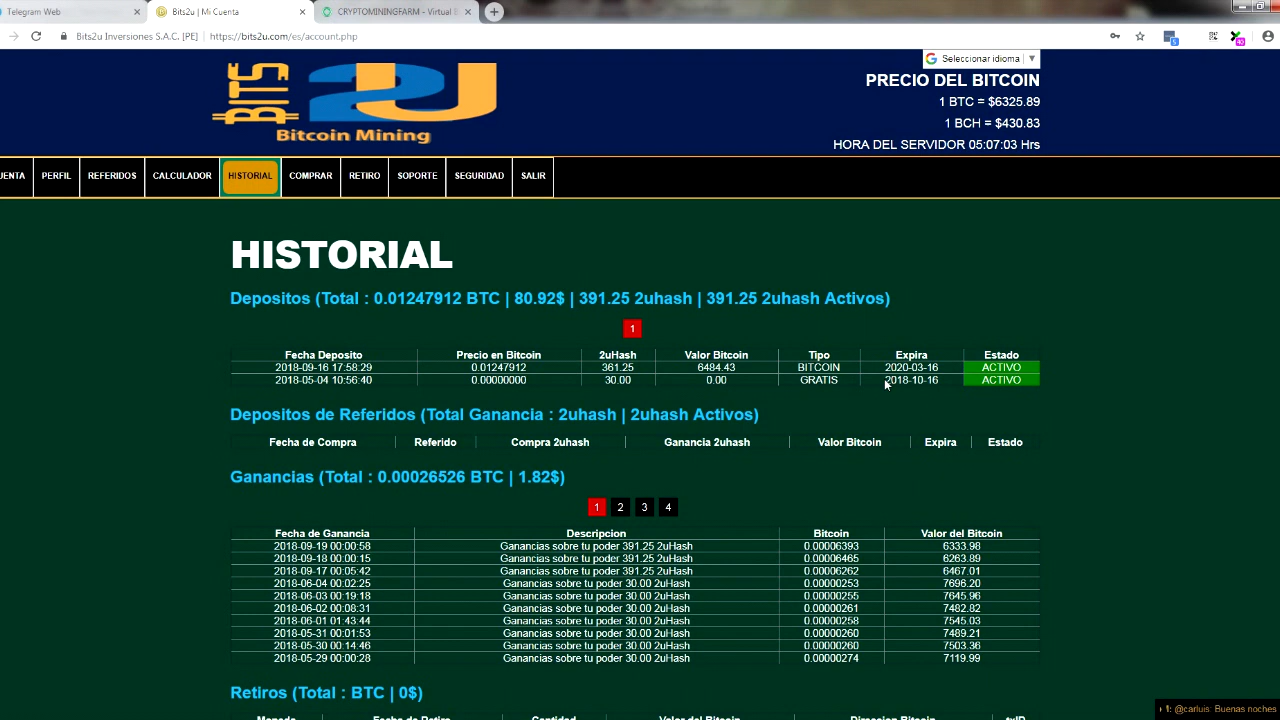 Telegram Web
Bits2u | Mi Cuenta
CRYPTOMININGFARM - Virtual B
Bits2u Inversiones S.A.C. [PE] | https://bits2u.com/es/account.php
Seleccionar idioma
BITS 2U
Bitcoin Mining
PRECIO DEL BITCOIN
1 BTC = $6325.89
1 BCH = $430.83
HORA DEL SERVIDOR 05:07:03 Hrs
UENTA PERFIL REFERIDOS CALCULADOR HISTORIAL COMPRAR RETIRO SOPORTE SEGURIDAD SALIR
HISTORIAL
Depositos (Total : 0.01247912 BTC | 80.92$ | 391.25 2uhash | 391.25 2uhash Activos)
1
Fecha Deposito Precio en Bitcoin 2uHash Valor Bitcoin Tipo Expira Estado
2018-09-16 17:58:29 0.01247912 361.25 6484.43 BITCOIN 2020-03-16 ACTIVO
2018-05-04 10:56:40 0.00000000 30.00 0.00 GRATIS 2018-10-16 ACTIVO
Depositos de Referidos (Total Ganancia : 2uhash | 2uhash Activos)
Fecha de Compra Referido Compra 2uhash Ganancia 2uhash Valor Bitcoin Expira Estado
Ganancias (Total : 0.00026526 BTC | 1.82$)
1 2 3 4
Fecha de Ganancia Descripcion Bitcoin Valor del Bitcoin
2018-09-19 00:00:58 Ganancias sobre tu poder 391.25 2uHash 0.00006393 6333.98
2018-09-18 00:00:15 Ganancias sobre tu poder 391.25 2uHash 0.00006465 6263.89
2018-09-17 00:05:42 Ganancias sobre tu poder 391.25 2uHash 0.00006262 6467.01
2018-06-04 00:02:25 Ganancias sobre tu poder 30.00 2uHash 0.00000253 7696.20
2018-06-03 00:19:18 Ganancias sobre tu poder 30.00 2uHash 0.00000255 7645.96
2018-06-02 00:08:31 Ganancias sobre tu poder 30.00 2uHash 0.00000261 7482.82
2018-06-01 01:43:44 Ganancias sobre tu poder 30.00 2uHash 0.00000258 7545.03
2018-05-31 00:01:53 Ganancias sobre tu poder 30.00 2uHash 0.00000260 7489.21
2018-05-30 00:14:46 Ganancias sobre tu poder 30.00 2uHash 0.00000260 7503.36
2018-05-29 00:00:28 Ganancias sobre tu poder 30.00 2uHash 0.00000274 7119.99
Retiros (Total : BTC | 0$)
Moneda Fecha de Retiro Cantidad Valor del Bitcoin Direccion Bitcoin txID
@carluis: Buenas noches